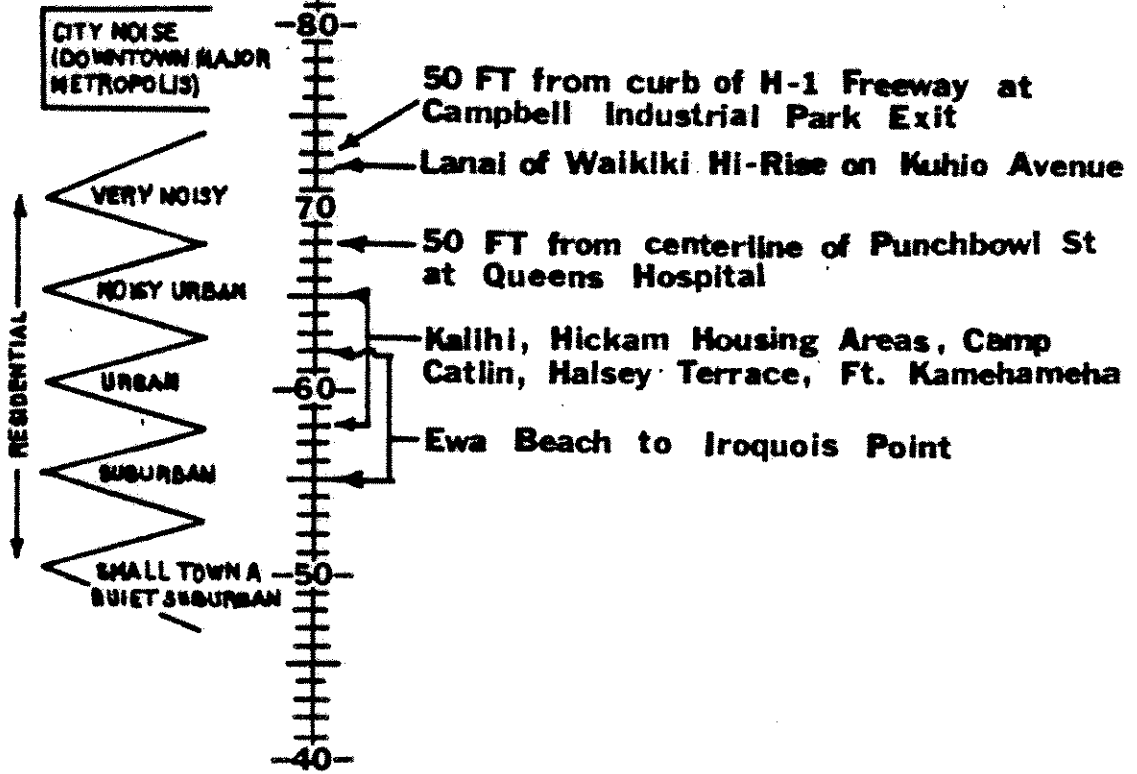 CITY NOISE
(DOWNTOWN MAJOR
METROPOLIS)
VERY NOISY
NOISY URBAN
URBAN
SUBURBAN
SMALL TOWN &
QUIET SUBURBAN
RESIDENTIAL
-80-
70
-60-
-50-
-40-
50 FT from curb of H-1 Freeway at
Campbell Industrial Park Exit
Lanai of Waikiki Hi-Rise on Kuhio Avenue
50 FT from centerline of Punchbowl St
at Queens Hospital
Kalihi, Hickam Housing Areas, Camp
Catlin, Halsey Terrace, Ft. Kamehameha
Ewa Beach to Iroquois Point